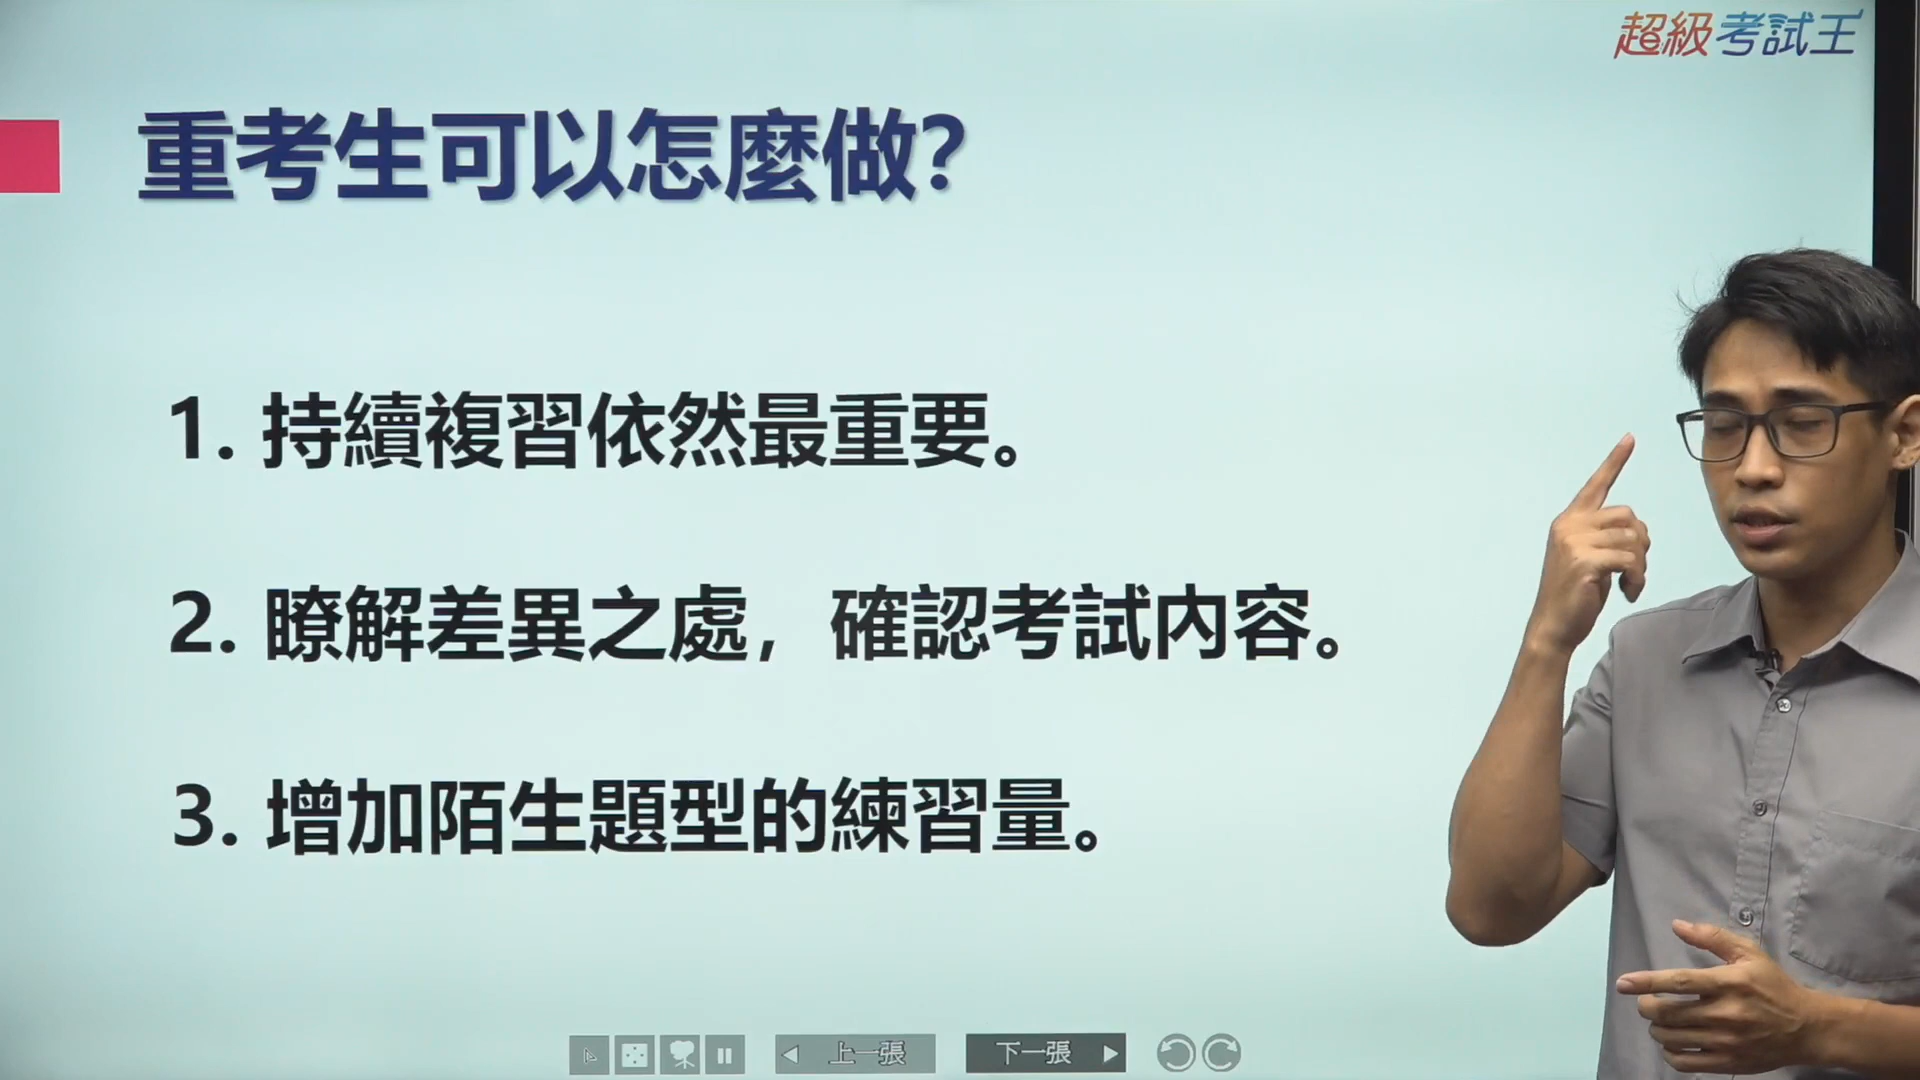 超級考試王
重考生可以怎麼做？
1. 持續複習依然最重要。
2. 瞭解差異之處，確認考試內容。
3. 增加陌生題型的練習量。
上一張
下一張